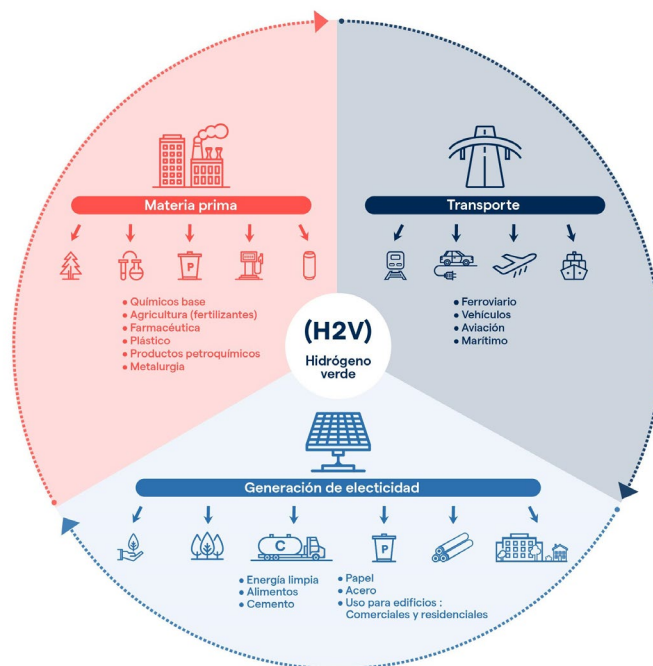 Materia prima
P
• Químicos base
• Agricultura (fertilizantes)
• Farmacéutica
• Plástico
• Productos petroquímicos
• Metalurgia
Transporte
• Ferroviario
• Vehículos
• Aviación
• Marítimo
(H2V)
Hidrógeno
verde
Generación de electicidad
C
P
• Energía limpia
• Alimentos
• Cemento
• Papel
• Acero
• Uso para edificios :
Comerciales y residenciales